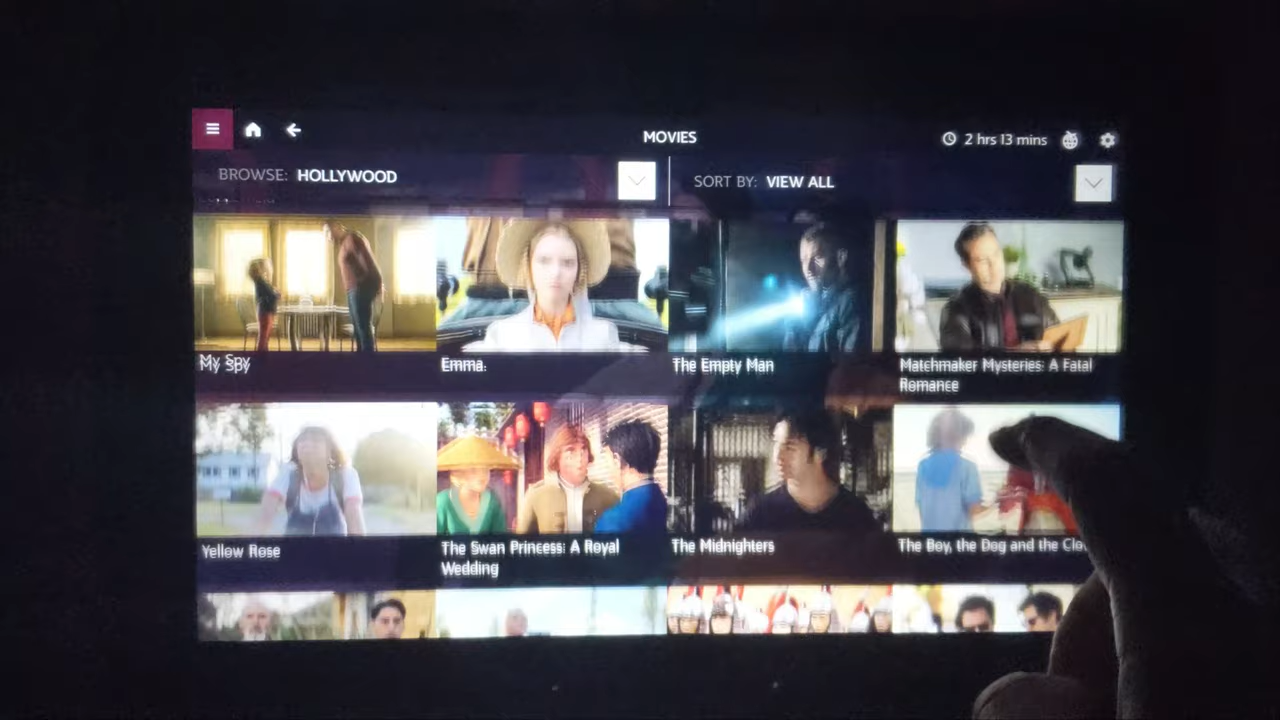 MOVIES
2 hrs 13 mins
BROWSE: HOLLYWOOD
SORT BY: VIEW ALL
My Spy
Emma.
The Empty Man
Matchmaker Mysteries: A Fatal
Romance
Yellow Rose
The Swan Princess: A Royal
Wedding
The Midnighters
The Boy, the Dog and the